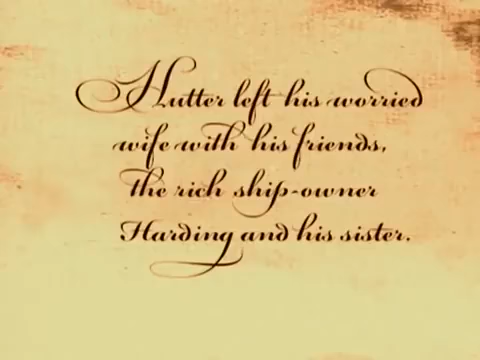 Hutter left his worried
wife with his friends,
the rich ship-owner
Harding and his sister.